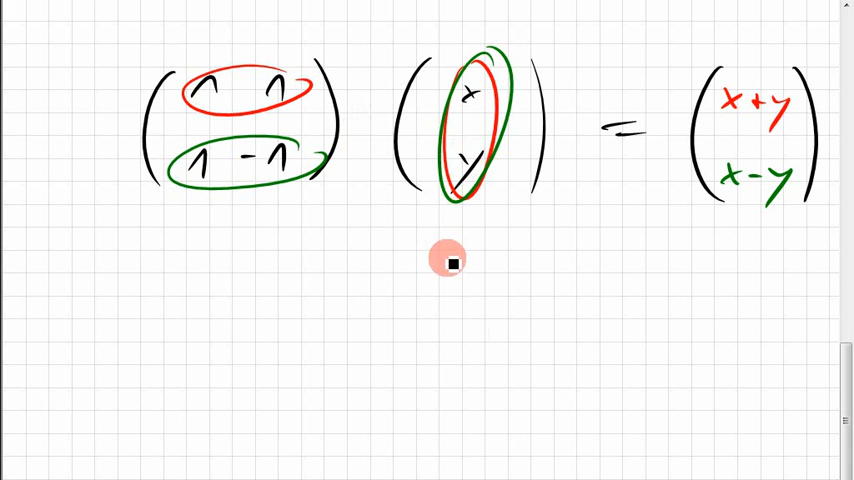 ( 1 1 ) ( x ) = ( x+y )
( 1 -1 ) ( y ) ( x-y )